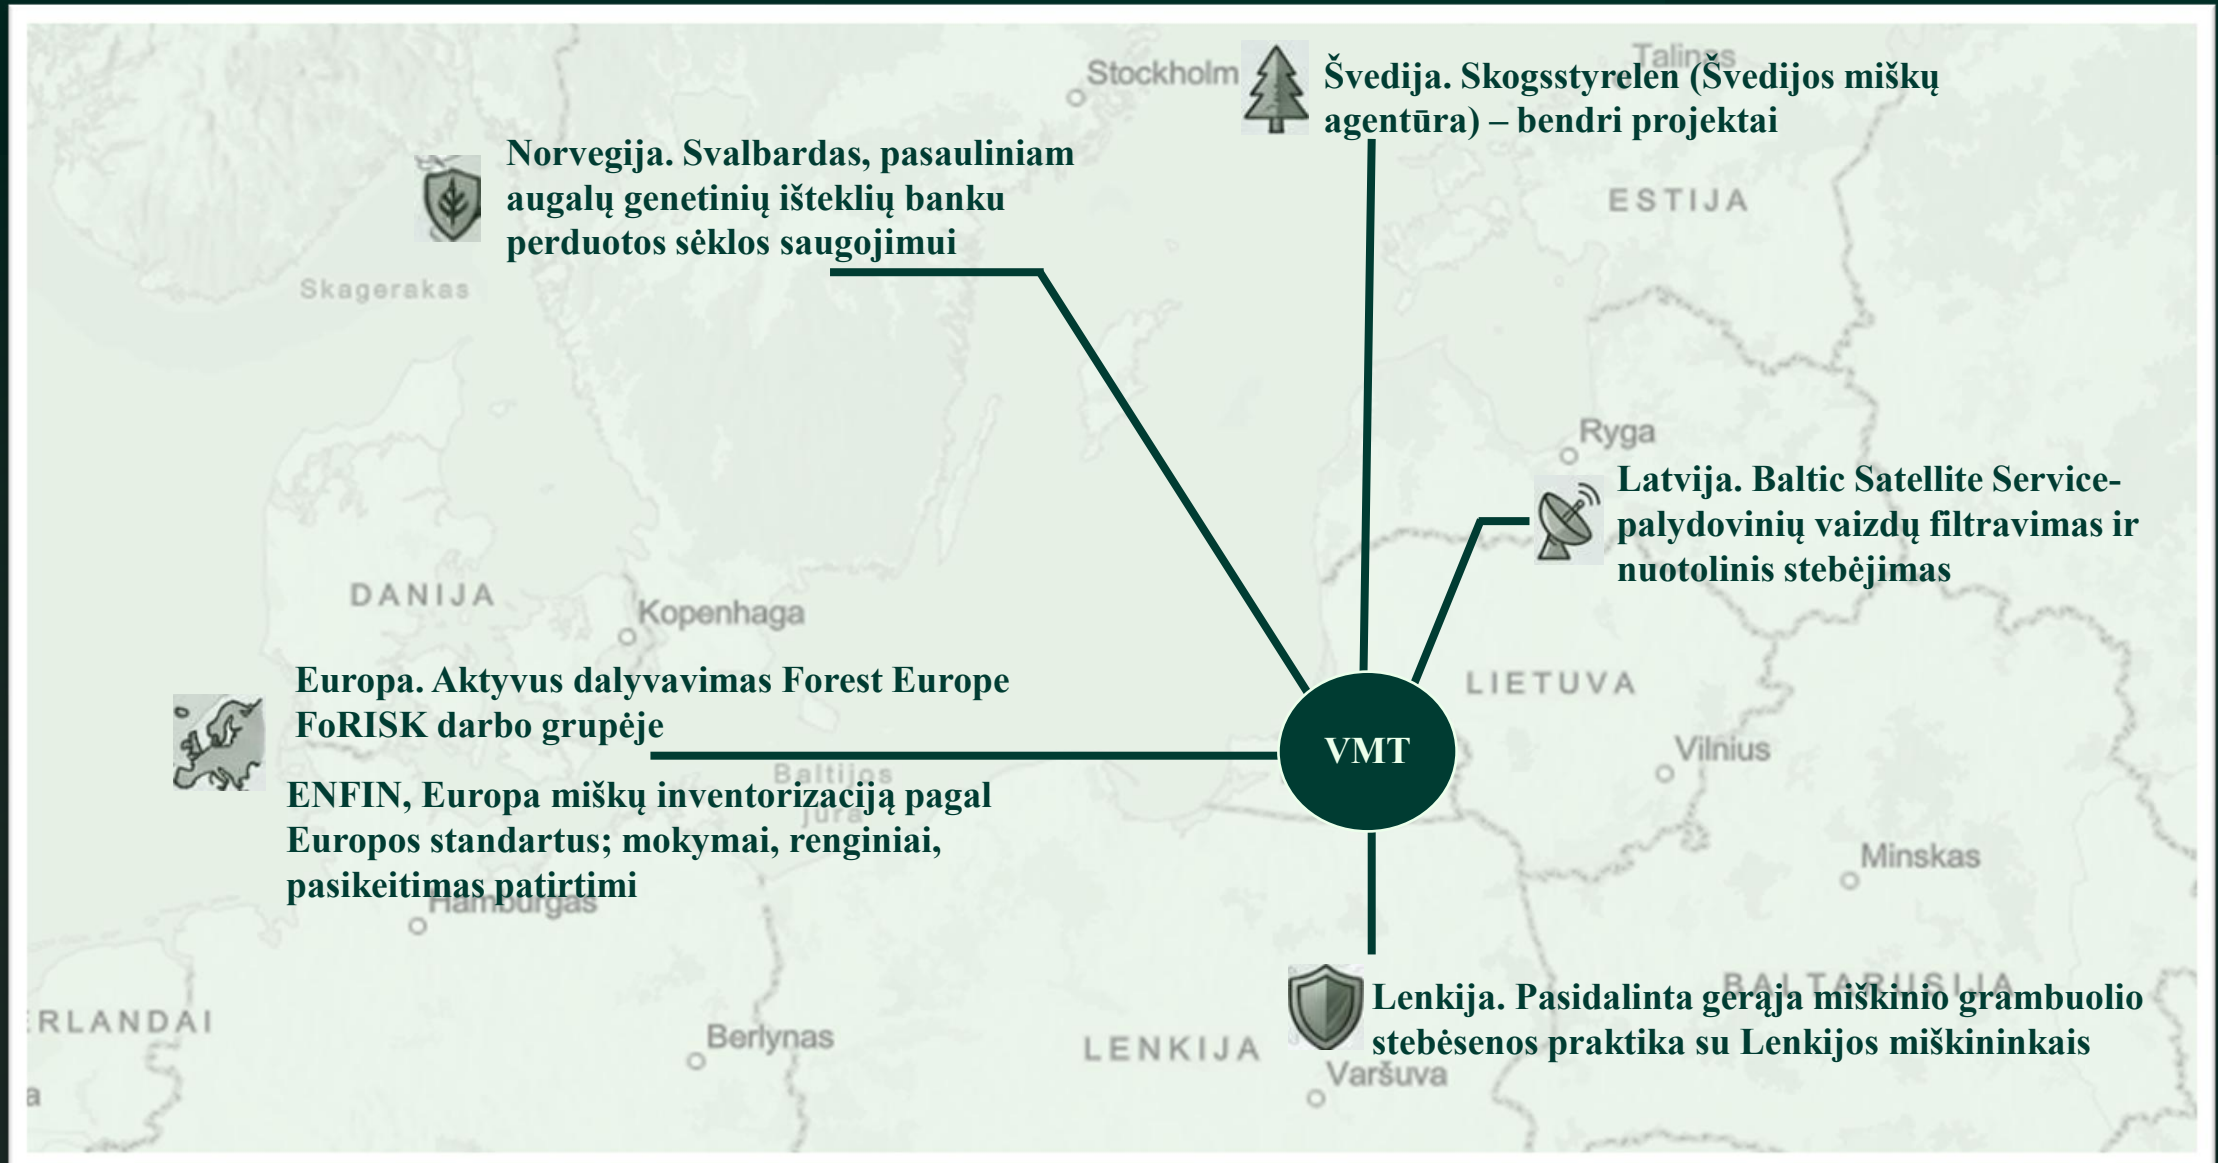 Stockholm
Talinas
Švedija. Skogsstyrelen (Švedijos miškų
agentūra) – bendri projektai
Norvegija. Svalbardas, pasauliniam
augalų genetinių išteklių banku
perduotos sėklos saugojimui
ESTIJA
Skagerakas
Ryga
Latvija. Baltic Satellite Service-
palydovinių vaizdų filtravimas ir
nuotolinis stebėjimas
DANIJA
Kopenhaga
Europa. Aktyvus dalyvavimas Forest Europe
FoRISK darbo grupėje
LIETUVA
VMT
Vilnius
Baltijos
jūra
ENFIN, Europa miškų inventorizaciją pagal
Europos standartus; mokymai, renginiai,
pasikeitimas patirtimi
Hamburgas
Minskas
BALTARUSIJA
Lenkija. Pasidalinta gerąja miškinio grambuolio
stebėsenos praktika su Lenkijos miškininkais
RLANDAI
Berlynas
LENKIJA
Varšuva
a